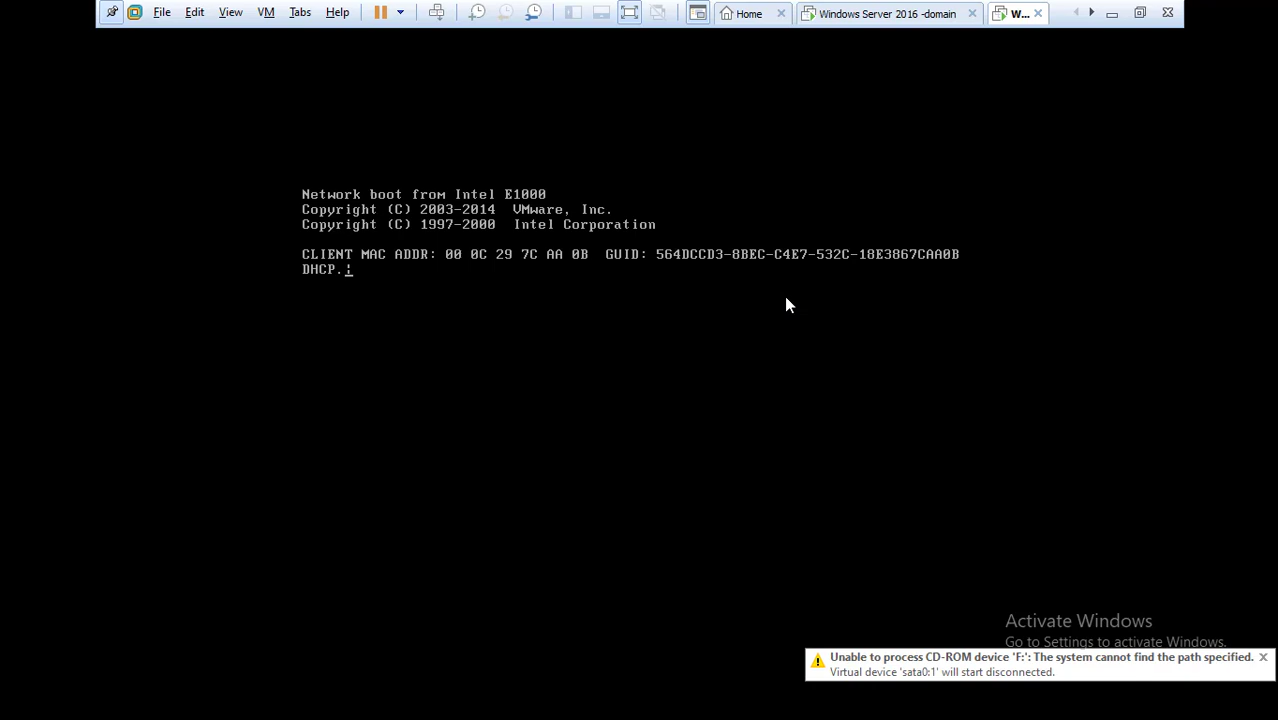 File Edit View VM Tabs Help Home Windows Server 2016 -domain W...
Network boot from Intel E1000
Copyright (C) 2003-2014 VMware, Inc.
Copyright (C) 1997-2000 Intel Corporation
CLIENT MAC ADDR: 00 0C 29 7C AA 0B GUID: 564DCCD3-8BEC-C4E7-532C-18E3867CAA0B
DHCP.
Activate Windows
Go to Settings to activate Windows.
Unable to process CD-ROM device 'F:': The system cannot find the path specified.
Virtual device 'sata0:1' will start disconnected.